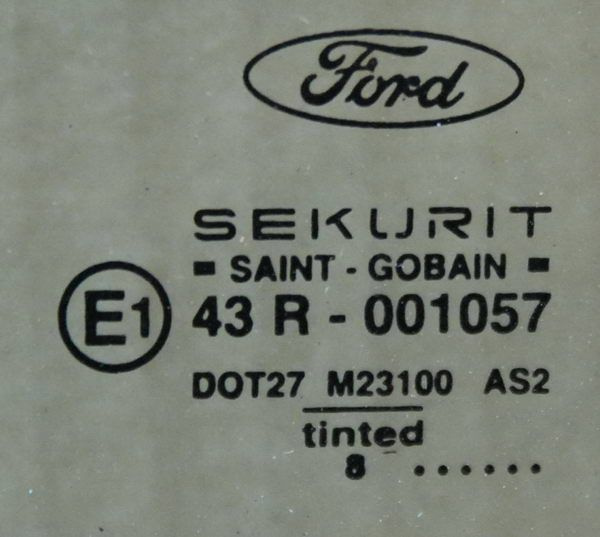 Ford
SEKURIT
SAINT - GOBAIN
E1 43 R - 001057
DOT27 M23100 AS2
tinted
8 ......